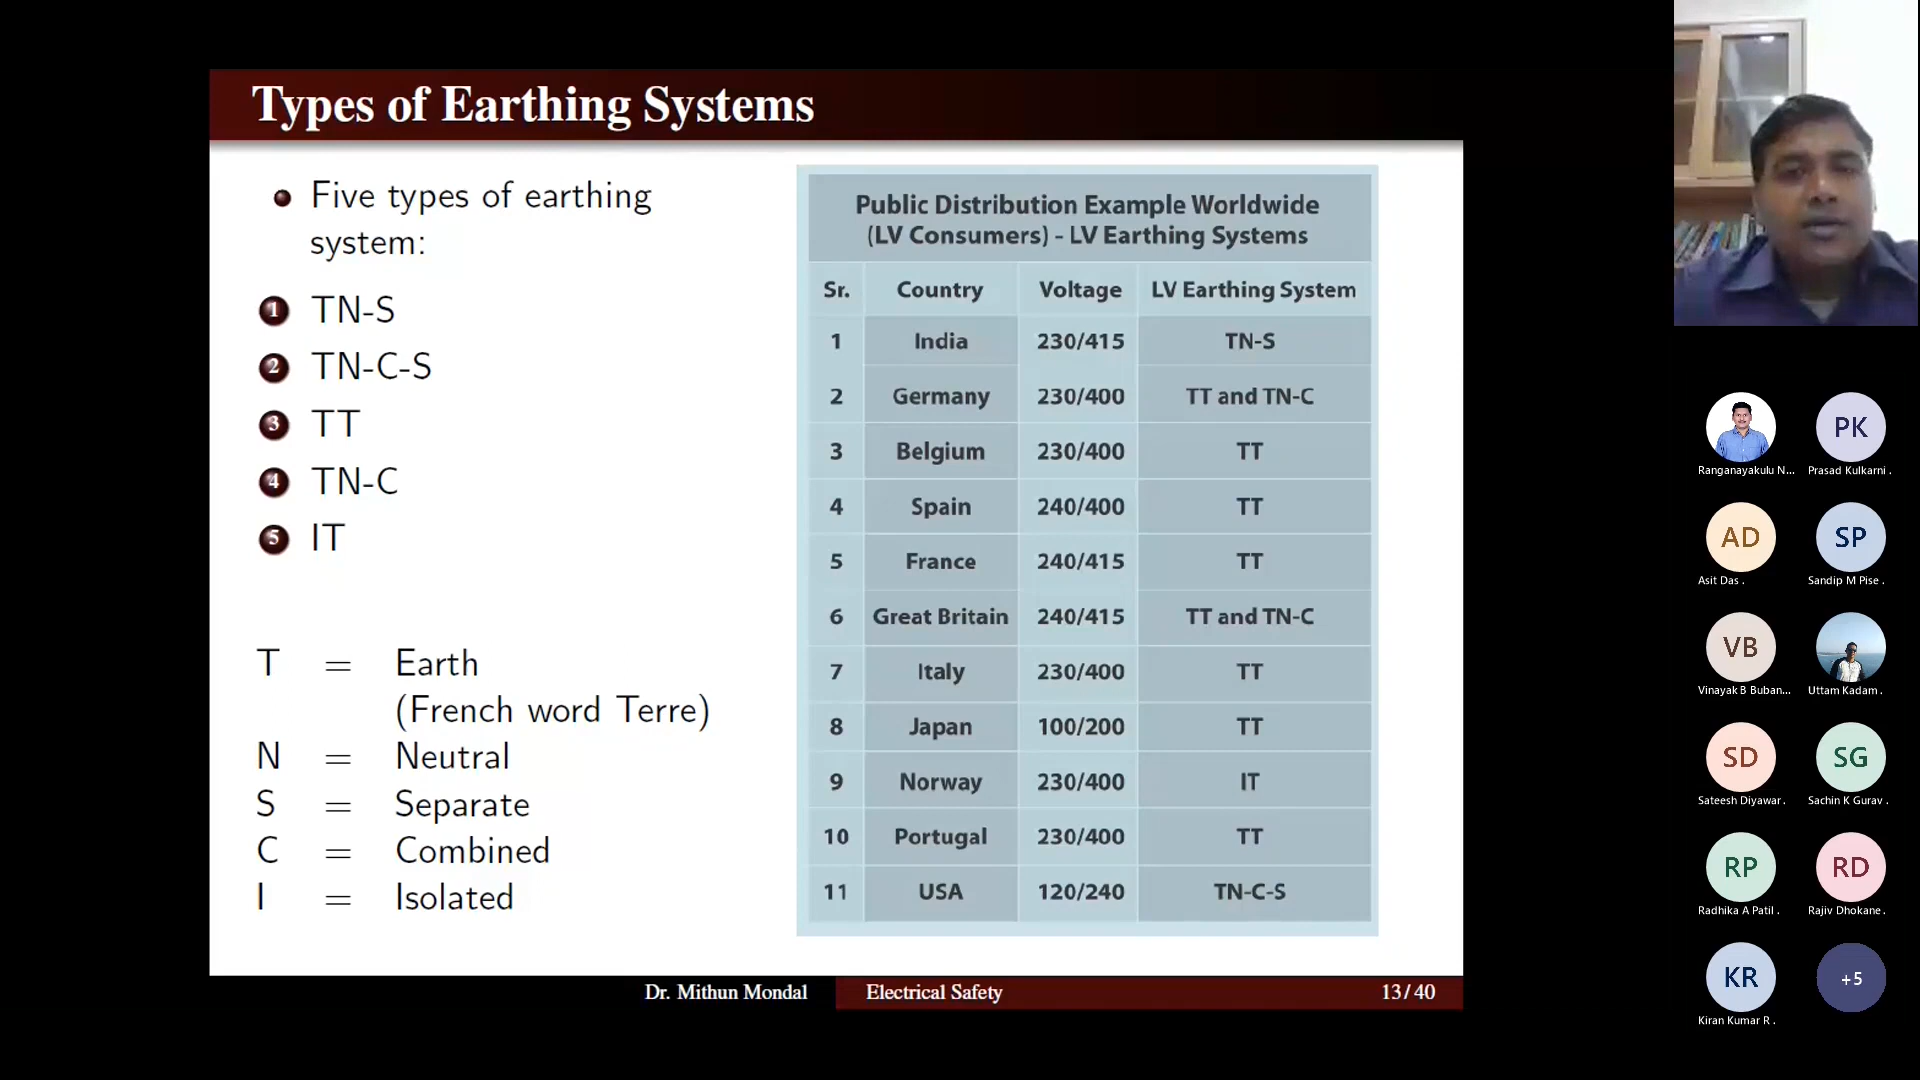 Types of Earthing Systems
Five types of earthing
system:
1 TN-S
2 TN-C-S
3 TT
4 TN-C
5 IT
T = Earth
(French word Terre)
N = Neutral
S = Separate
C = Combined
I = Isolated
Public Distribution Example Worldwide
(LV Consumers) - LV Earthing Systems
Sr. Country Voltage LV Earthing System
1 India 230/415 TN-S
2 Germany 230/400 TT and TN-C
3 Belgium 230/400 TT
4 Spain 240/400 TT
5 France 240/415 TT
6 Great Britain 240/415 TT and TN-C
7 Italy 230/400 TT
8 Japan 100/200 TT
9 Norway 230/400 IT
10 Portugal 230/400 TT
11 USA 120/240 TN-C-S
Dr. Mithun Mondal Electrical Safety 13/40
PK
Ranganayakulu N... Prasad Kulkarni .
AD SP
Asit Das . Sandip M Pise .
VB
Vinayak B Buban... Uttam Kadam .
SD SG
Sateesh Diyawar . Sachin K Gurav .
RP RD
Radhika A Patil . Rajiv Dhokane .
KR +5
Kiran Kumar R .